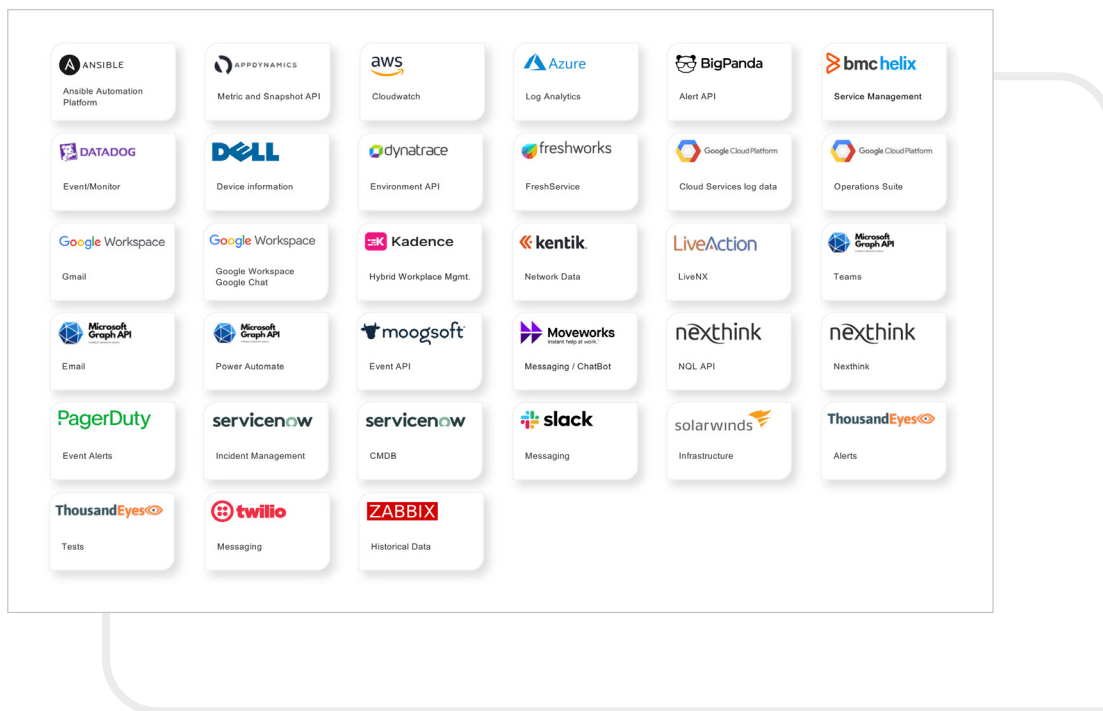 ANSIBLE
Ansible Automation
Platform
APPDYNAMICS
Metric and Snapshot API
aws
Cloudwatch
Azure
Log Analytics
BigPanda
Alert API
bmc helix
Service Management
DATADOG
Event/Monitor
DELL
Device information
dynatrace
Environment API
freshworks
FreshService
Google Cloud Platform
Cloud Services log data
Google Cloud Platform
Operations Suite
Google Workspace
Gmail
Google Workspace
Google Workspace
Google Chat
Kadence
Hybrid Workplace Mgmt.
kentik.
Network Data
LiveAction
LiveNX
Microsoft
Graph API
Teams
Microsoft
Graph API
Email
Microsoft
Graph API
Power Automate
moogsoft
Event API
Moveworks
Instant help at work.™
Messaging / ChatBot
nexthink
NQL API
nexthink
Nexthink
PagerDuty
Event Alerts
servicenow
Incident Management
servicenow
CMDB
slack
Messaging
solarwinds
Infrastructure
ThousandEyes
Alerts
ThousandEyes
Tests
twilio
Messaging
ZABBIX
Historical Data